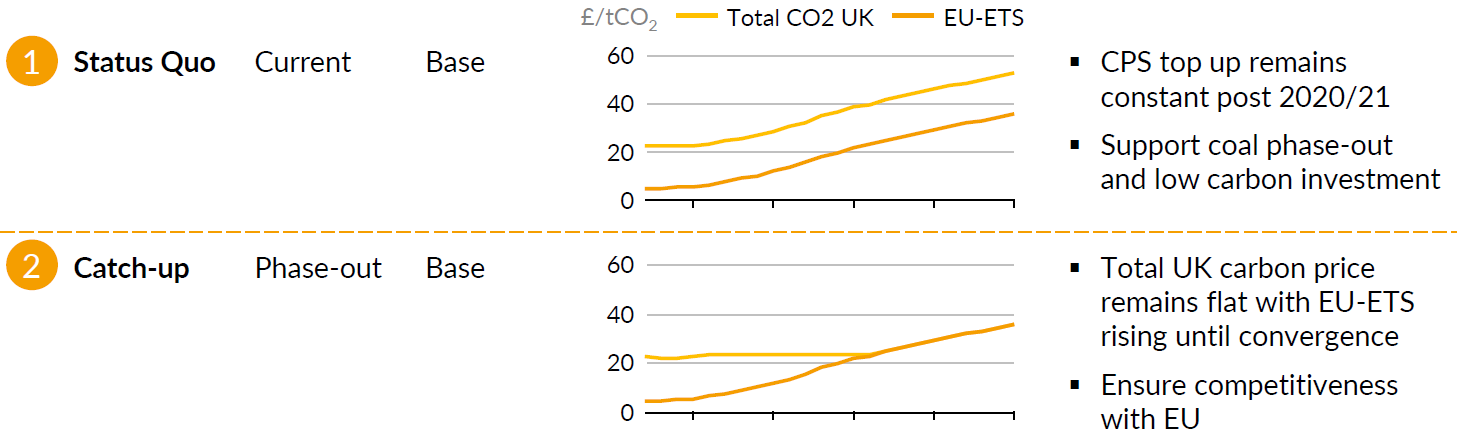 £/tCO₂ Total CO2 UK EU-ETS
1 Status Quo Current Base
60
40
20
0
▪ CPS top up remains
constant post 2020/21
▪ Support coal phase-out
and low carbon investment
2 Catch-up Phase-out Base
60
40
20
0
▪ Total UK carbon price
remains flat with EU-ETS
rising until convergence
▪ Ensure competitiveness
with EU